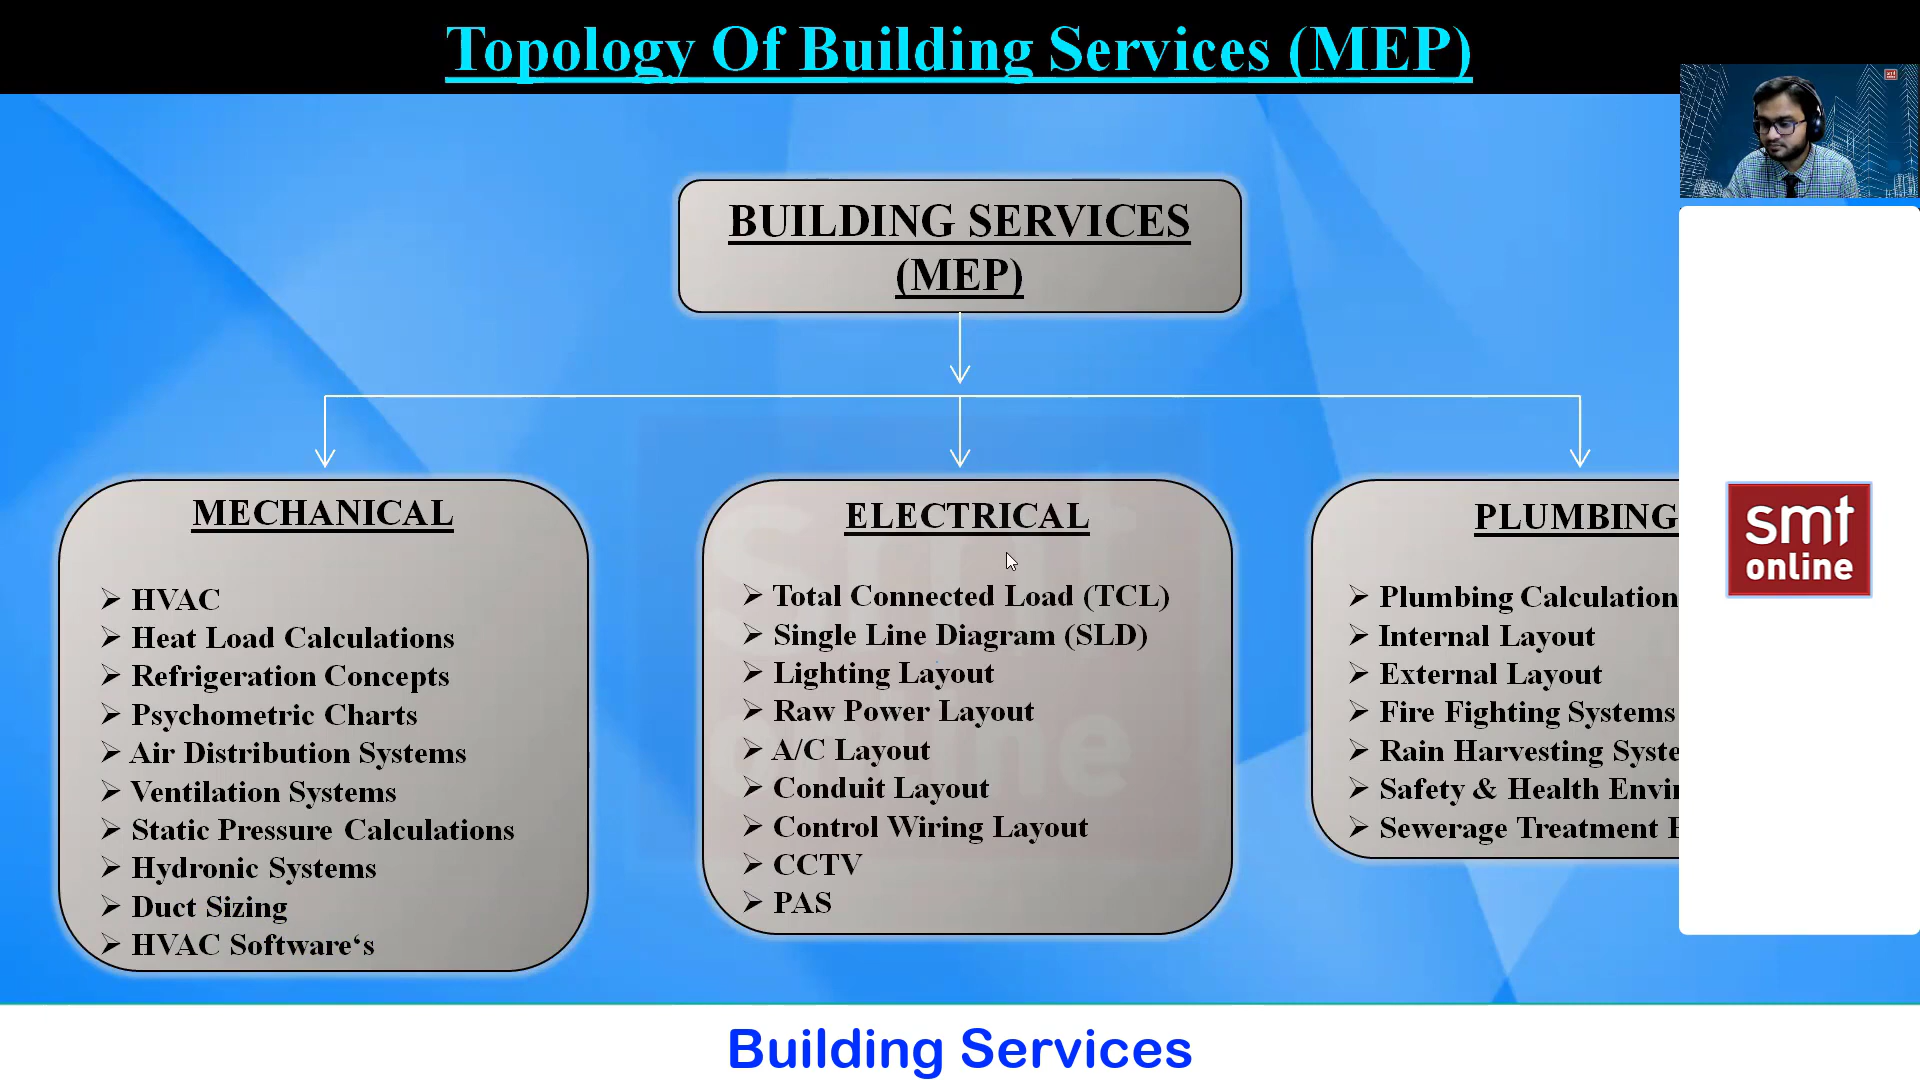 Topology Of Building Services (MEP)
BUILDING SERVICES
(MEP)
MECHANICAL
HVAC
Heat Load Calculations
Refrigeration Concepts
Psychometric Charts
Air Distribution Systems
Ventilation Systems
Static Pressure Calculations
Hydronic Systems
Duct Sizing
HVAC Software‘s
ELECTRICAL
Total Connected Load (TCL)
Single Line Diagram (SLD)
Lighting Layout
Raw Power Layout
A/C Layout
Conduit Layout
Control Wiring Layout
CCTV
PAS
PLUMBING
Plumbing Calculation
Internal Layout
External Layout
Fire Fighting Systems
Rain Harvesting
Safety & Health
Sewerage Treatment
smt
online
smt
online
Building Services